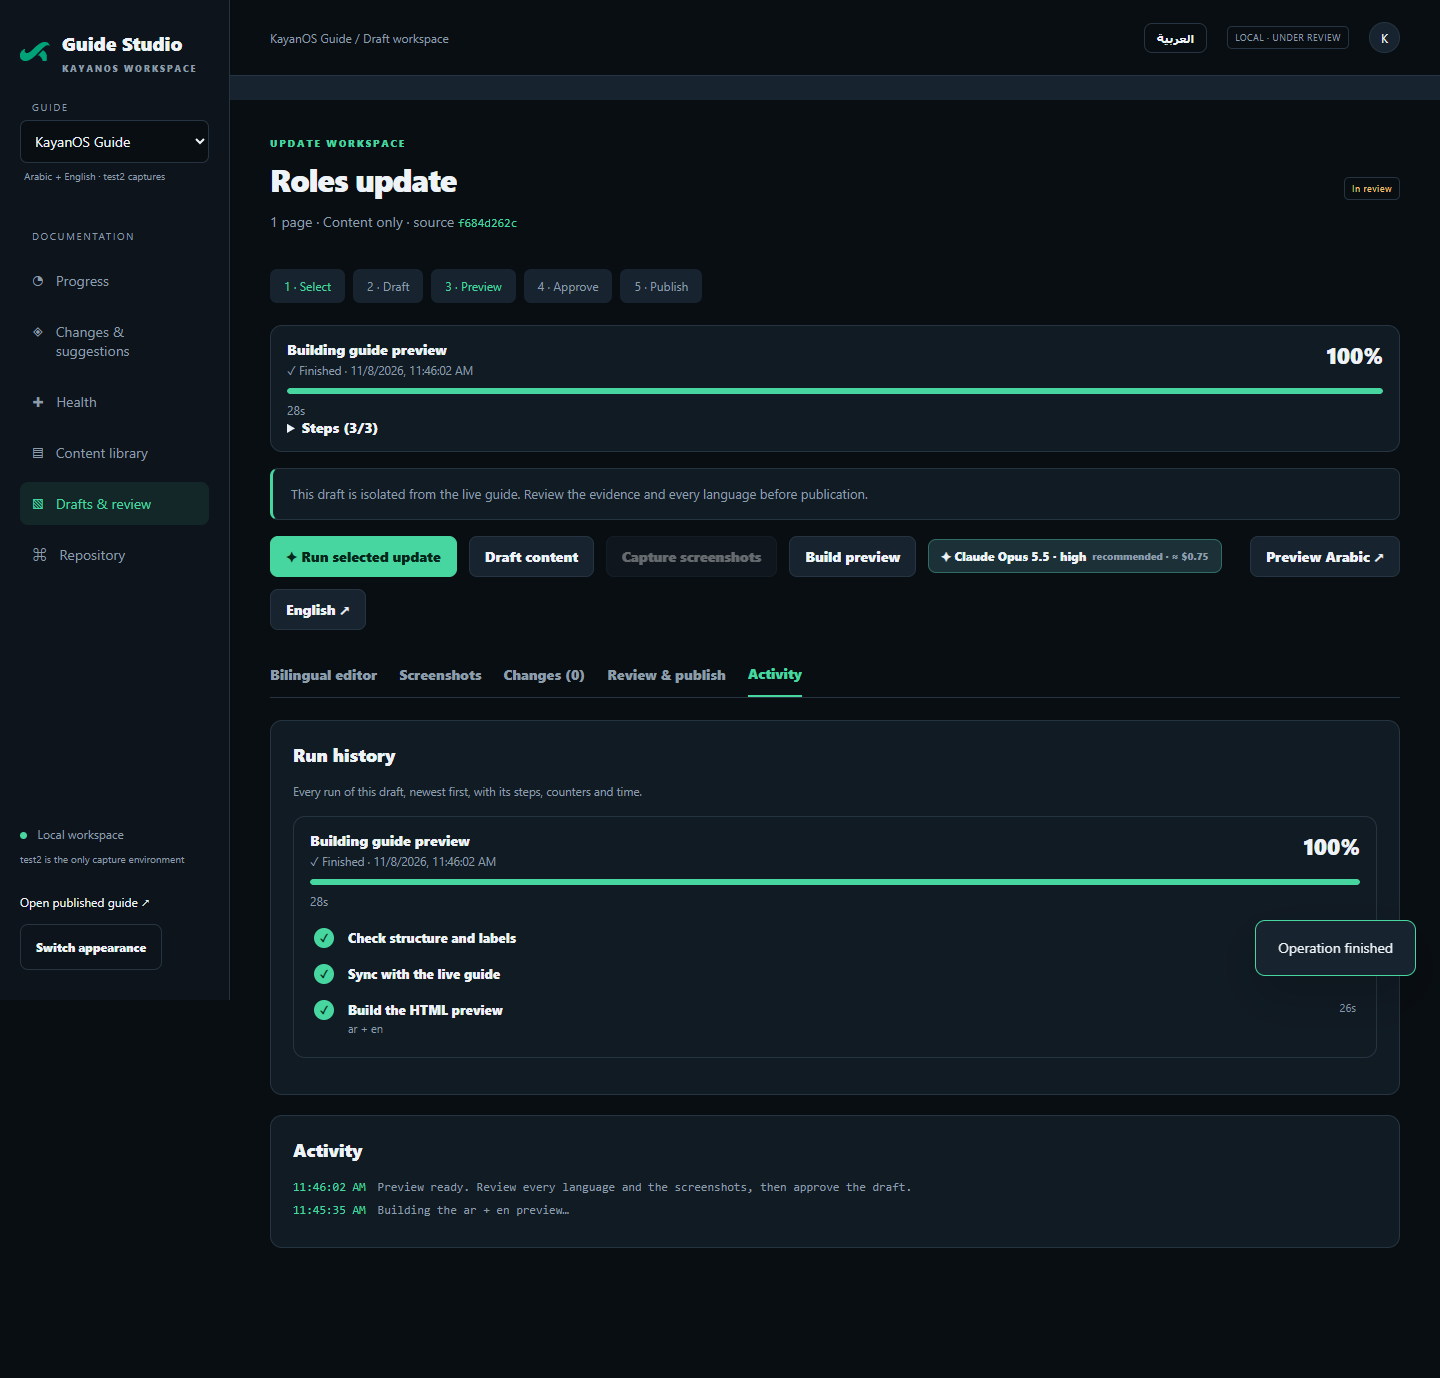 Guide Studio
KAYANOS WORKSPACE
GUIDE
KayanOS Guide
Arabic + English · test2 captures
DOCUMENTATION
Progress
Changes &
suggestions
Health
Content library
Drafts & review
Repository
Local workspace
test2 is the only capture environment
Open published guide ↗
Switch appearance
KayanOS Guide / Draft workspace
العربية
LOCAL · UNDER REVIEW
K
UPDATE WORKSPACE
Roles update
In review
1 page · Content only · source f684d262c
1 · Select
2 · Draft
3 · Preview
4 · Approve
5 · Publish
Building guide preview
100%
✓ Finished · 11/8/2026, 11:46:02 AM
28s
▶ Steps (3/3)
This draft is isolated from the live guide. Review the evidence and every language before publication.
✦ Run selected update
Draft content
Capture screenshots
Build preview
✦ Claude Opus 5.5 · high recommended · ≈ $0.75
Preview Arabic ↗
English ↗
Bilingual editor
Screenshots
Changes (0)
Review & publish
Activity
Run history
Every run of this draft, newest first, with its steps, counters and time.
Building guide preview
100%
✓ Finished · 11/8/2026, 11:46:02 AM
28s
✓ Check structure and labels
✓ Sync with the live guide
✓ Build the HTML preview
26s
ar + en
Operation finished
Activity
11:46:02 AM Preview ready. Review every language and the screenshots, then approve the draft.
11:45:35 AM Building the ar + en preview…